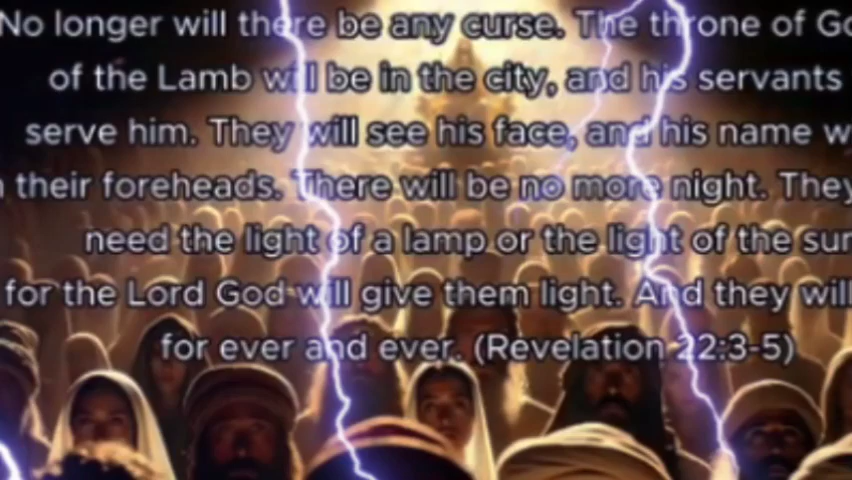 No longer will there be any curse. The throne of Go
of the Lamb will be in the city, and his servants
serve him. They will see his face, and his name w
their foreheads. There will be no more night. They
need the light of a lamp or the light of the sun
for the Lord God will give them light. And they will
for ever and ever. (Revelation 22:3-5)